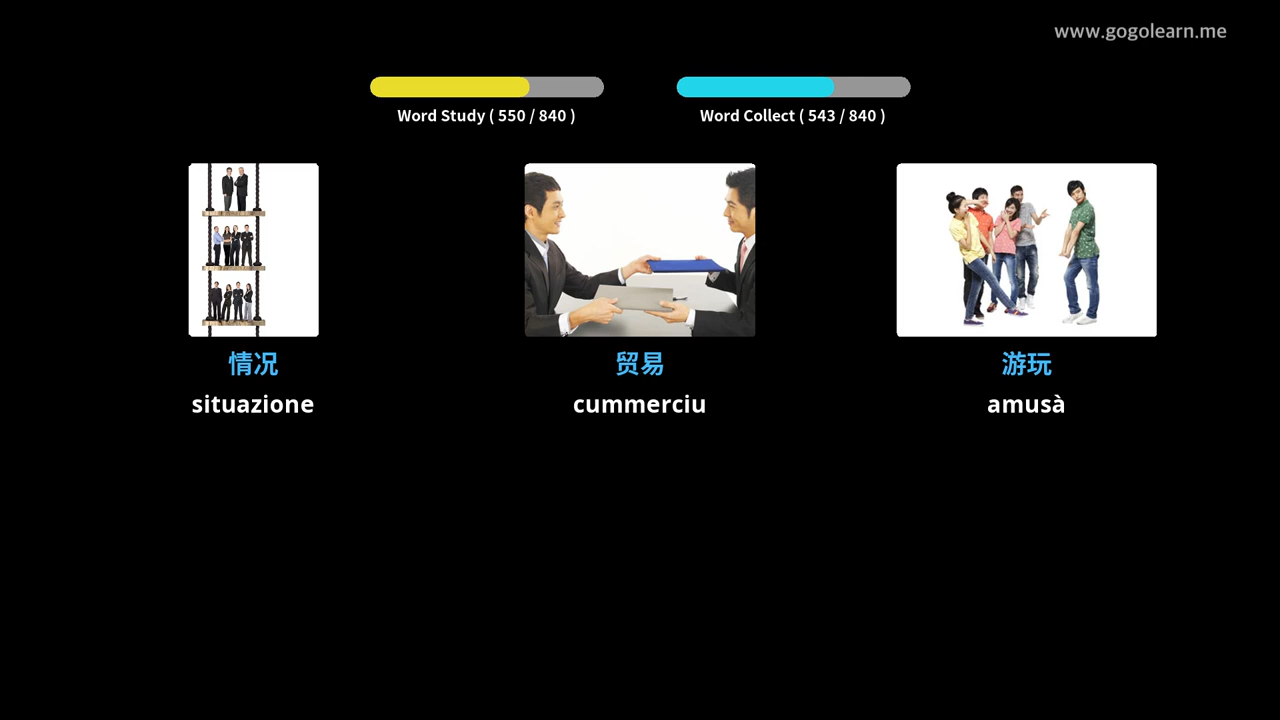 www.gogolearn.me
Word Study ( 550 / 840 )
Word Collect ( 543 / 840 )
情况
贸易
游玩
situazione
cummerciu
amusà